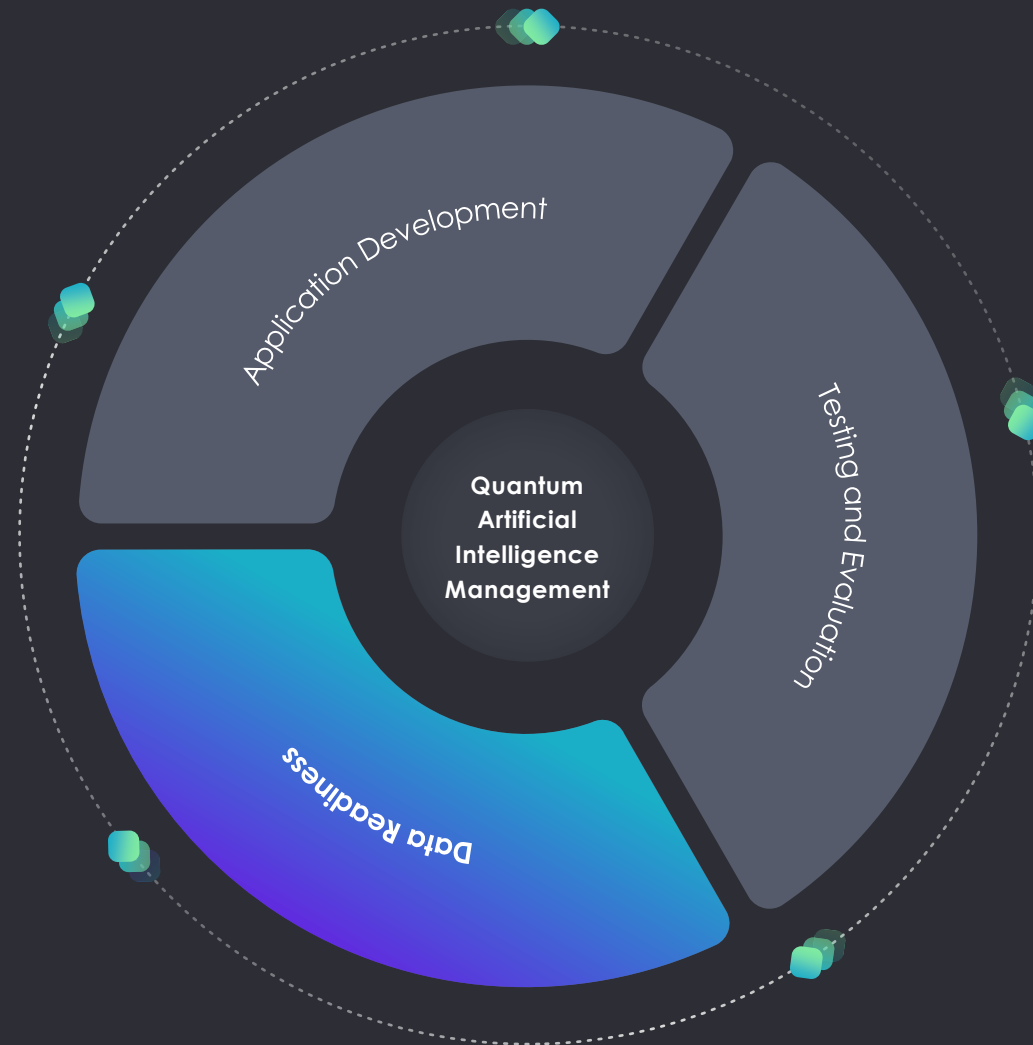 Application Development
Testing and Evaluation
Quantum
Artificial
Intelligence
Management
Data Readiness